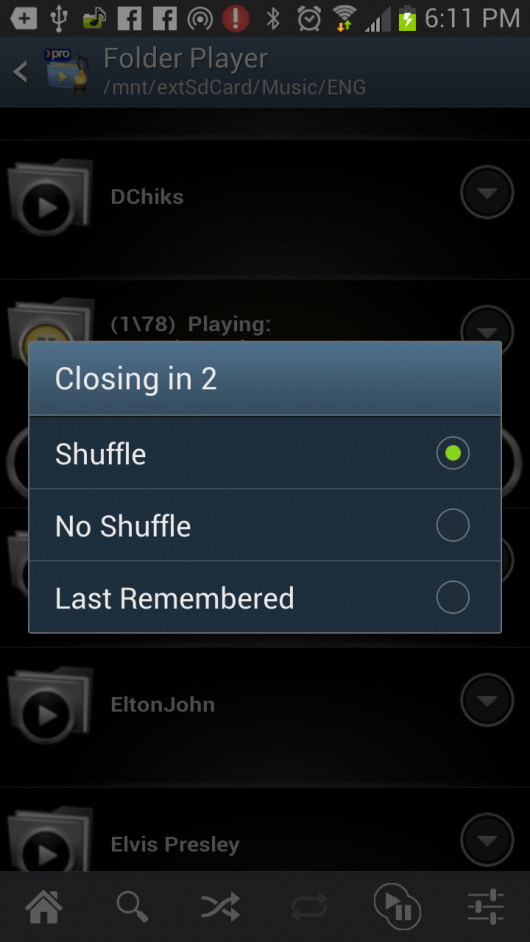 6:11 PM
pro
Folder Player
/mnt/extSdCard/Music/ENG
DChiks
(1\78) Playing:
Closing in 2
Shuffle
No Shuffle
Last Remembered
EltonJohn
Elvis Presley